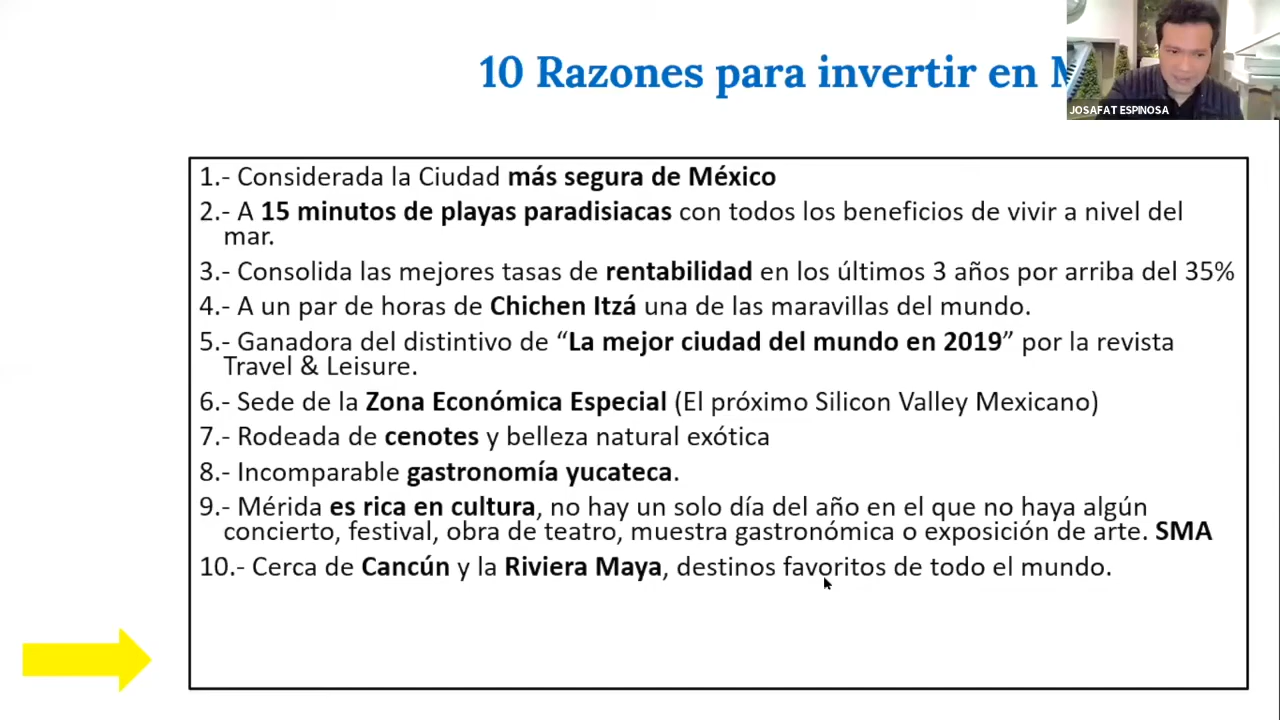 10 Razones para invertir en M
JOSAFAT ESPINOSA
1.- Considerada la Ciudad más segura de México
2.- A 15 minutos de playas paradisiacas con todos los beneficios de vivir a nivel del
mar.
3.- Consolida las mejores tasas de rentabilidad en los últimos 3 años por arriba del 35%
4.- A un par de horas de Chichen Itzá una de las maravillas del mundo.
5.- Ganadora del distintivo de “La mejor ciudad del mundo en 2019” por la revista
Travel & Leisure.
6.- Sede de la Zona Económica Especial (El próximo Silicon Valley Mexicano)
7.- Rodeada de cenotes y belleza natural exótica
8.- Incomparable gastronomía yucateca.
9.- Mérida es rica en cultura, no hay un solo día del año en el que no haya algún
concierto, festival, obra de teatro, muestra gastronómica o exposición de arte. SMA
10.- Cerca de Cancún y la Riviera Maya, destinos favoritos de todo el mundo.